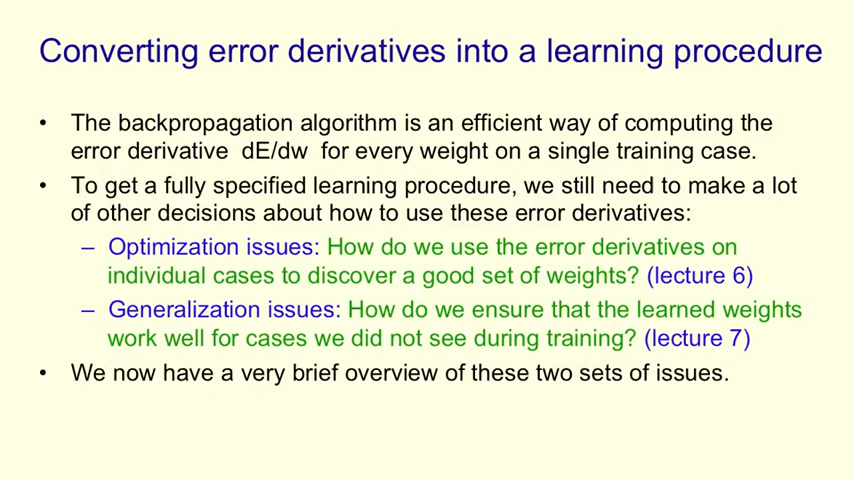 Converting error derivatives into a learning procedure
• The backpropagation algorithm is an efficient way of computing the
error derivative dE/dw for every weight on a single training case.
• To get a fully specified learning procedure, we still need to make a lot
of other decisions about how to use these error derivatives:
– Optimization issues: How do we use the error derivatives on
individual cases to discover a good set of weights? (lecture 6)
– Generalization issues: How do we ensure that the learned weights
work well for cases we did not see during training? (lecture 7)
• We now have a very brief overview of these two sets of issues.